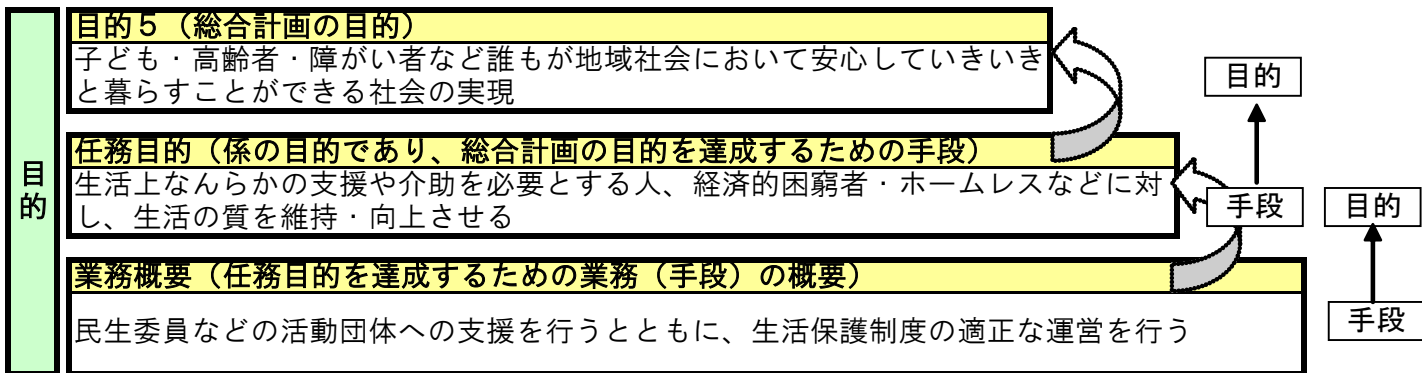 目的
目的５（総合計画の目的）
子ども・高齢者・障がい者など誰もが地域社会において安心していきいき
と暮らすことができる社会の実現
任務目的（係の目的であり、総合計画の目的を達成するための手段）
生活上なんらかの支援や介助を必要とする人、経済的困窮者・ホームレスなどに対
し、生活の質を維持・向上させる
業務概要（任務目的を達成するための業務（手段）の概要）
民生委員などの活動団体への支援を行うとともに、生活保護制度の適正な運営を行う
目的
手段
目的
手段